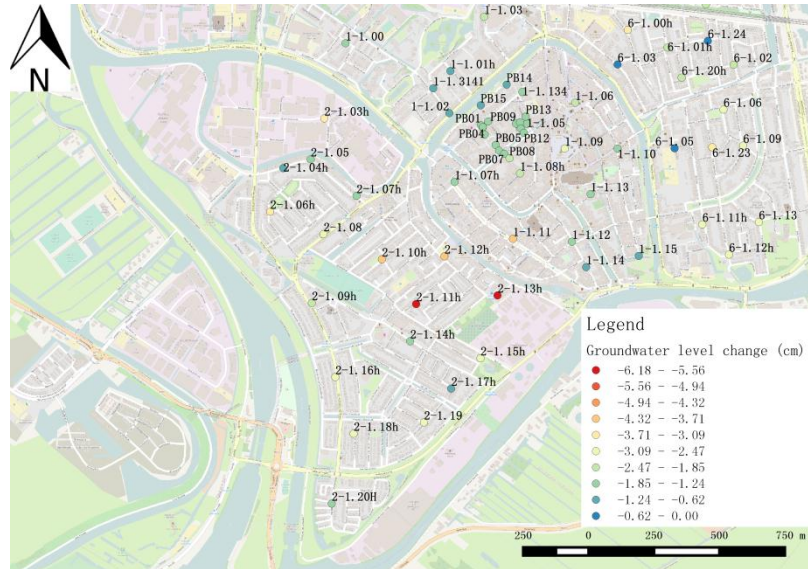 N
1-1.03
1-1.00
6-1.00h
6-1.24
6-1.01h
6-1.03
6-1.02
1-1.01h
6-1.20h
1-1.3141
PB14
1-1.134
PB15
1-1.06
6-1.06
1-1.02
2-1.03h
PB01
PB09
PB13
1-1.05
PB04
PB05
PB12
1-1.09
1-1.10
6-1.05
6-1.09
6-1.23
PB08
PB07
2-1.05
2-1.04h
1-1.08h
1-1.07h
2-1.07h
1-1.13
2-1.06h
6-1.13
6-1.11h
2-1.08
1-1.11
1-1.12
2-1.10h
2-1.12h
1-1.15
6-1.12h
1-1.14
2-1.09h
2-1.11h
2-1.13h
2-1.14h
2-1.15h
2-1.16h
2-1.17h
2-1.19
2-1.18h
2-1.20H
Legend
Groundwater level change (cm)
-6.18 - -5.56
-5.56 - -4.94
-4.94 - -4.32
-4.32 - -3.71
-3.71 - -3.09
-3.09 - -2.47
-2.47 - -1.85
-1.85 - -1.24
-1.24 - -0.62
-0.62 - 0.00
250 0 250 500 750 m